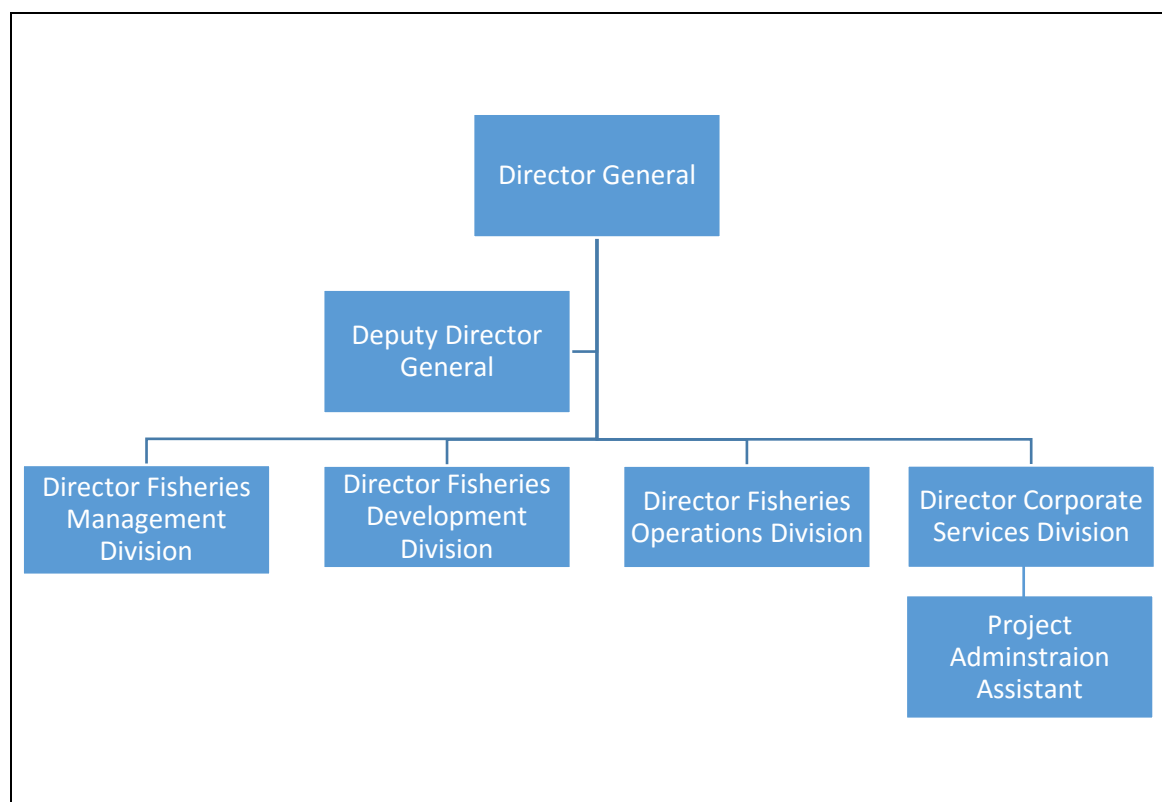 Director General
Deputy Director
General
Director Fisheries
Management
Division
Director Fisheries
Development
Division
Director Fisheries
Operations Division
Director Corporate
Services Division
Project
Adminstraion
Assistant